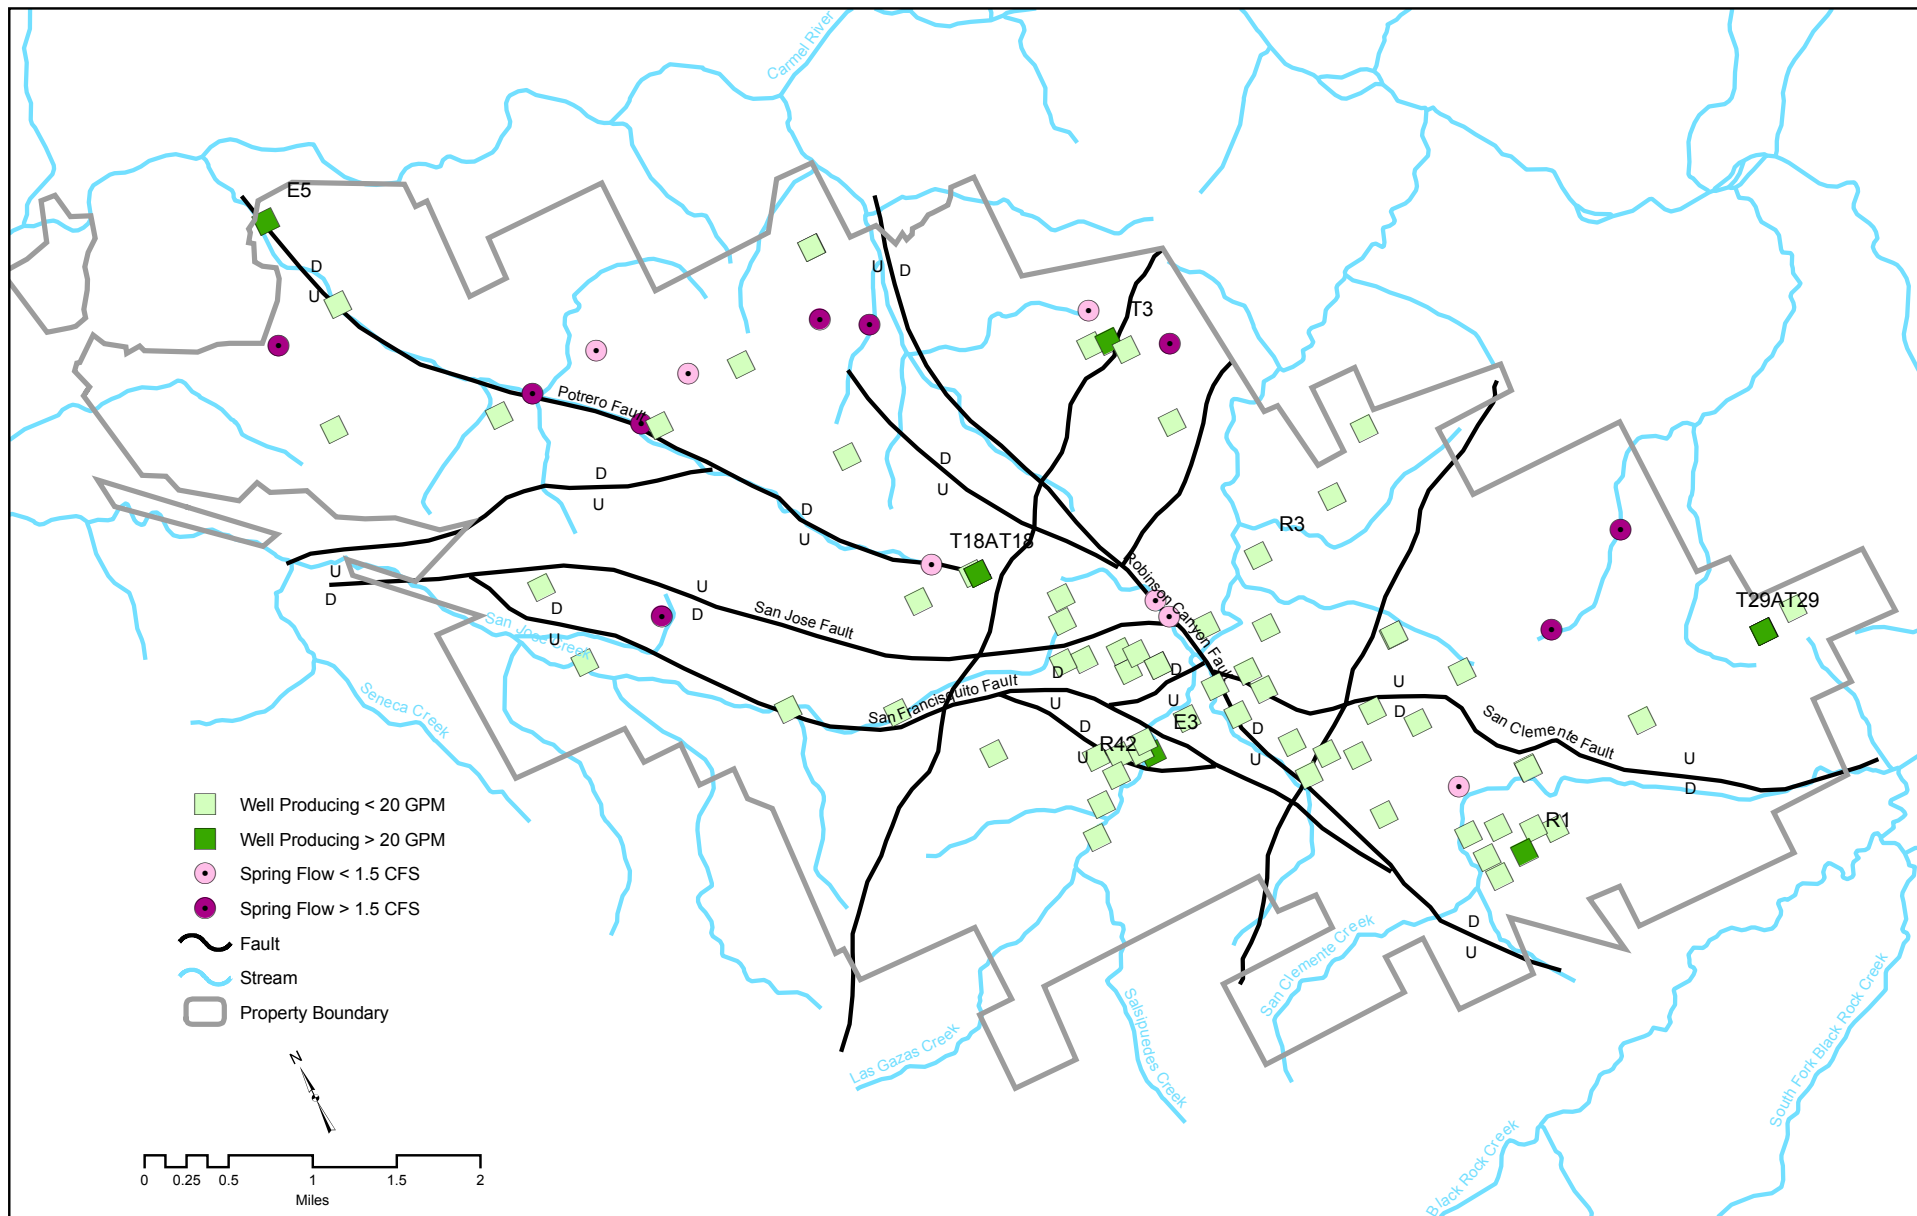 Carmel River
E5
D
U
U
D
T3
Potrero Fault
D
U
D
U
D
U
T18AT18
R3
U
D
U
D
San Jose Fault
D
U
San Jose Creek
Robinson Canyon Fault
T29AT29
Seneca Creek
San Francisquito Fault
D
U
D
U
D
U
E3
R42
D
U
U
D
San Clemente Fault
U
D
R1
D
U
Well Producing < 20 GPM
Well Producing > 20 GPM
Spring Flow < 1.5 CFS
Spring Flow > 1.5 CFS
Fault
Stream
Property Boundary
San Clemente Creek
Las Gazas Creek
Salsipuedes Creek
South Fork Black Rock Creek
Black Rock Creek
N
0 0.25 0.5 1 1.5 2
Miles